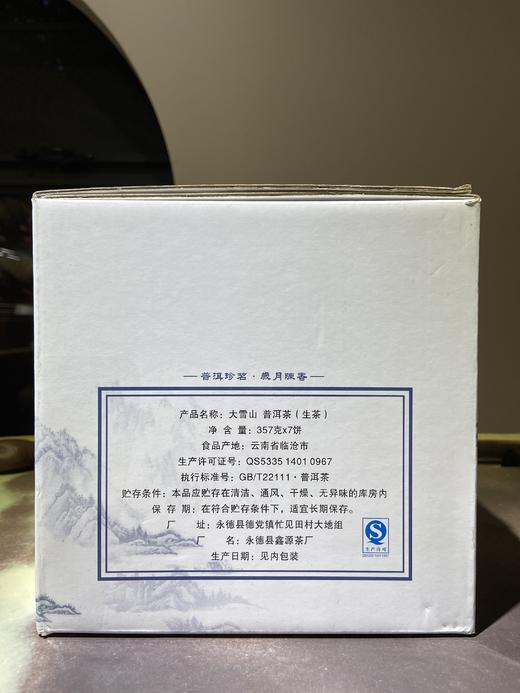 普洱珍茗·岁月陈香
产品名称：大雪山 普洱茶（生茶）
净 含 量：357克x7饼
食品产地：云南省临沧市
生产许可证号：QS5335 1401 0967
执行标准号：GB/T22111·普洱茶
贮存条件：本品应贮存在清洁、通风、干燥、无异味的库房内
保 存 期：在符合贮存条件下，适宜长期保存。
厂 址：永德县德党镇忙见田村大地组
厂 名：永德县鑫源茶厂
生产日期：见内包装
生产许可